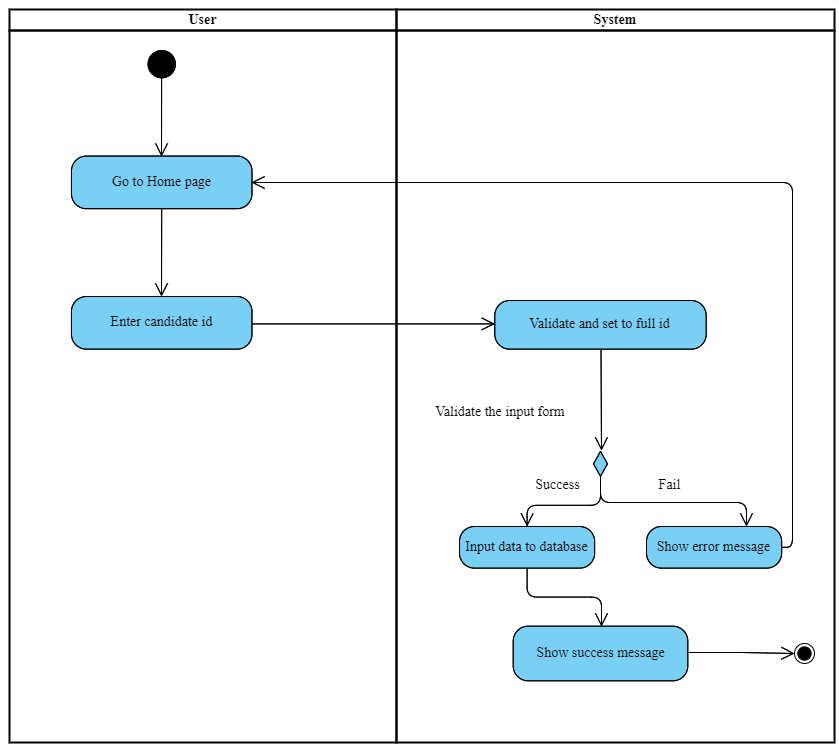 User
System
Go to Home page
Enter candidate id
Validate and set to full id
Validate the input form
Success
Fail
Input data to database
Show error message
Show success message